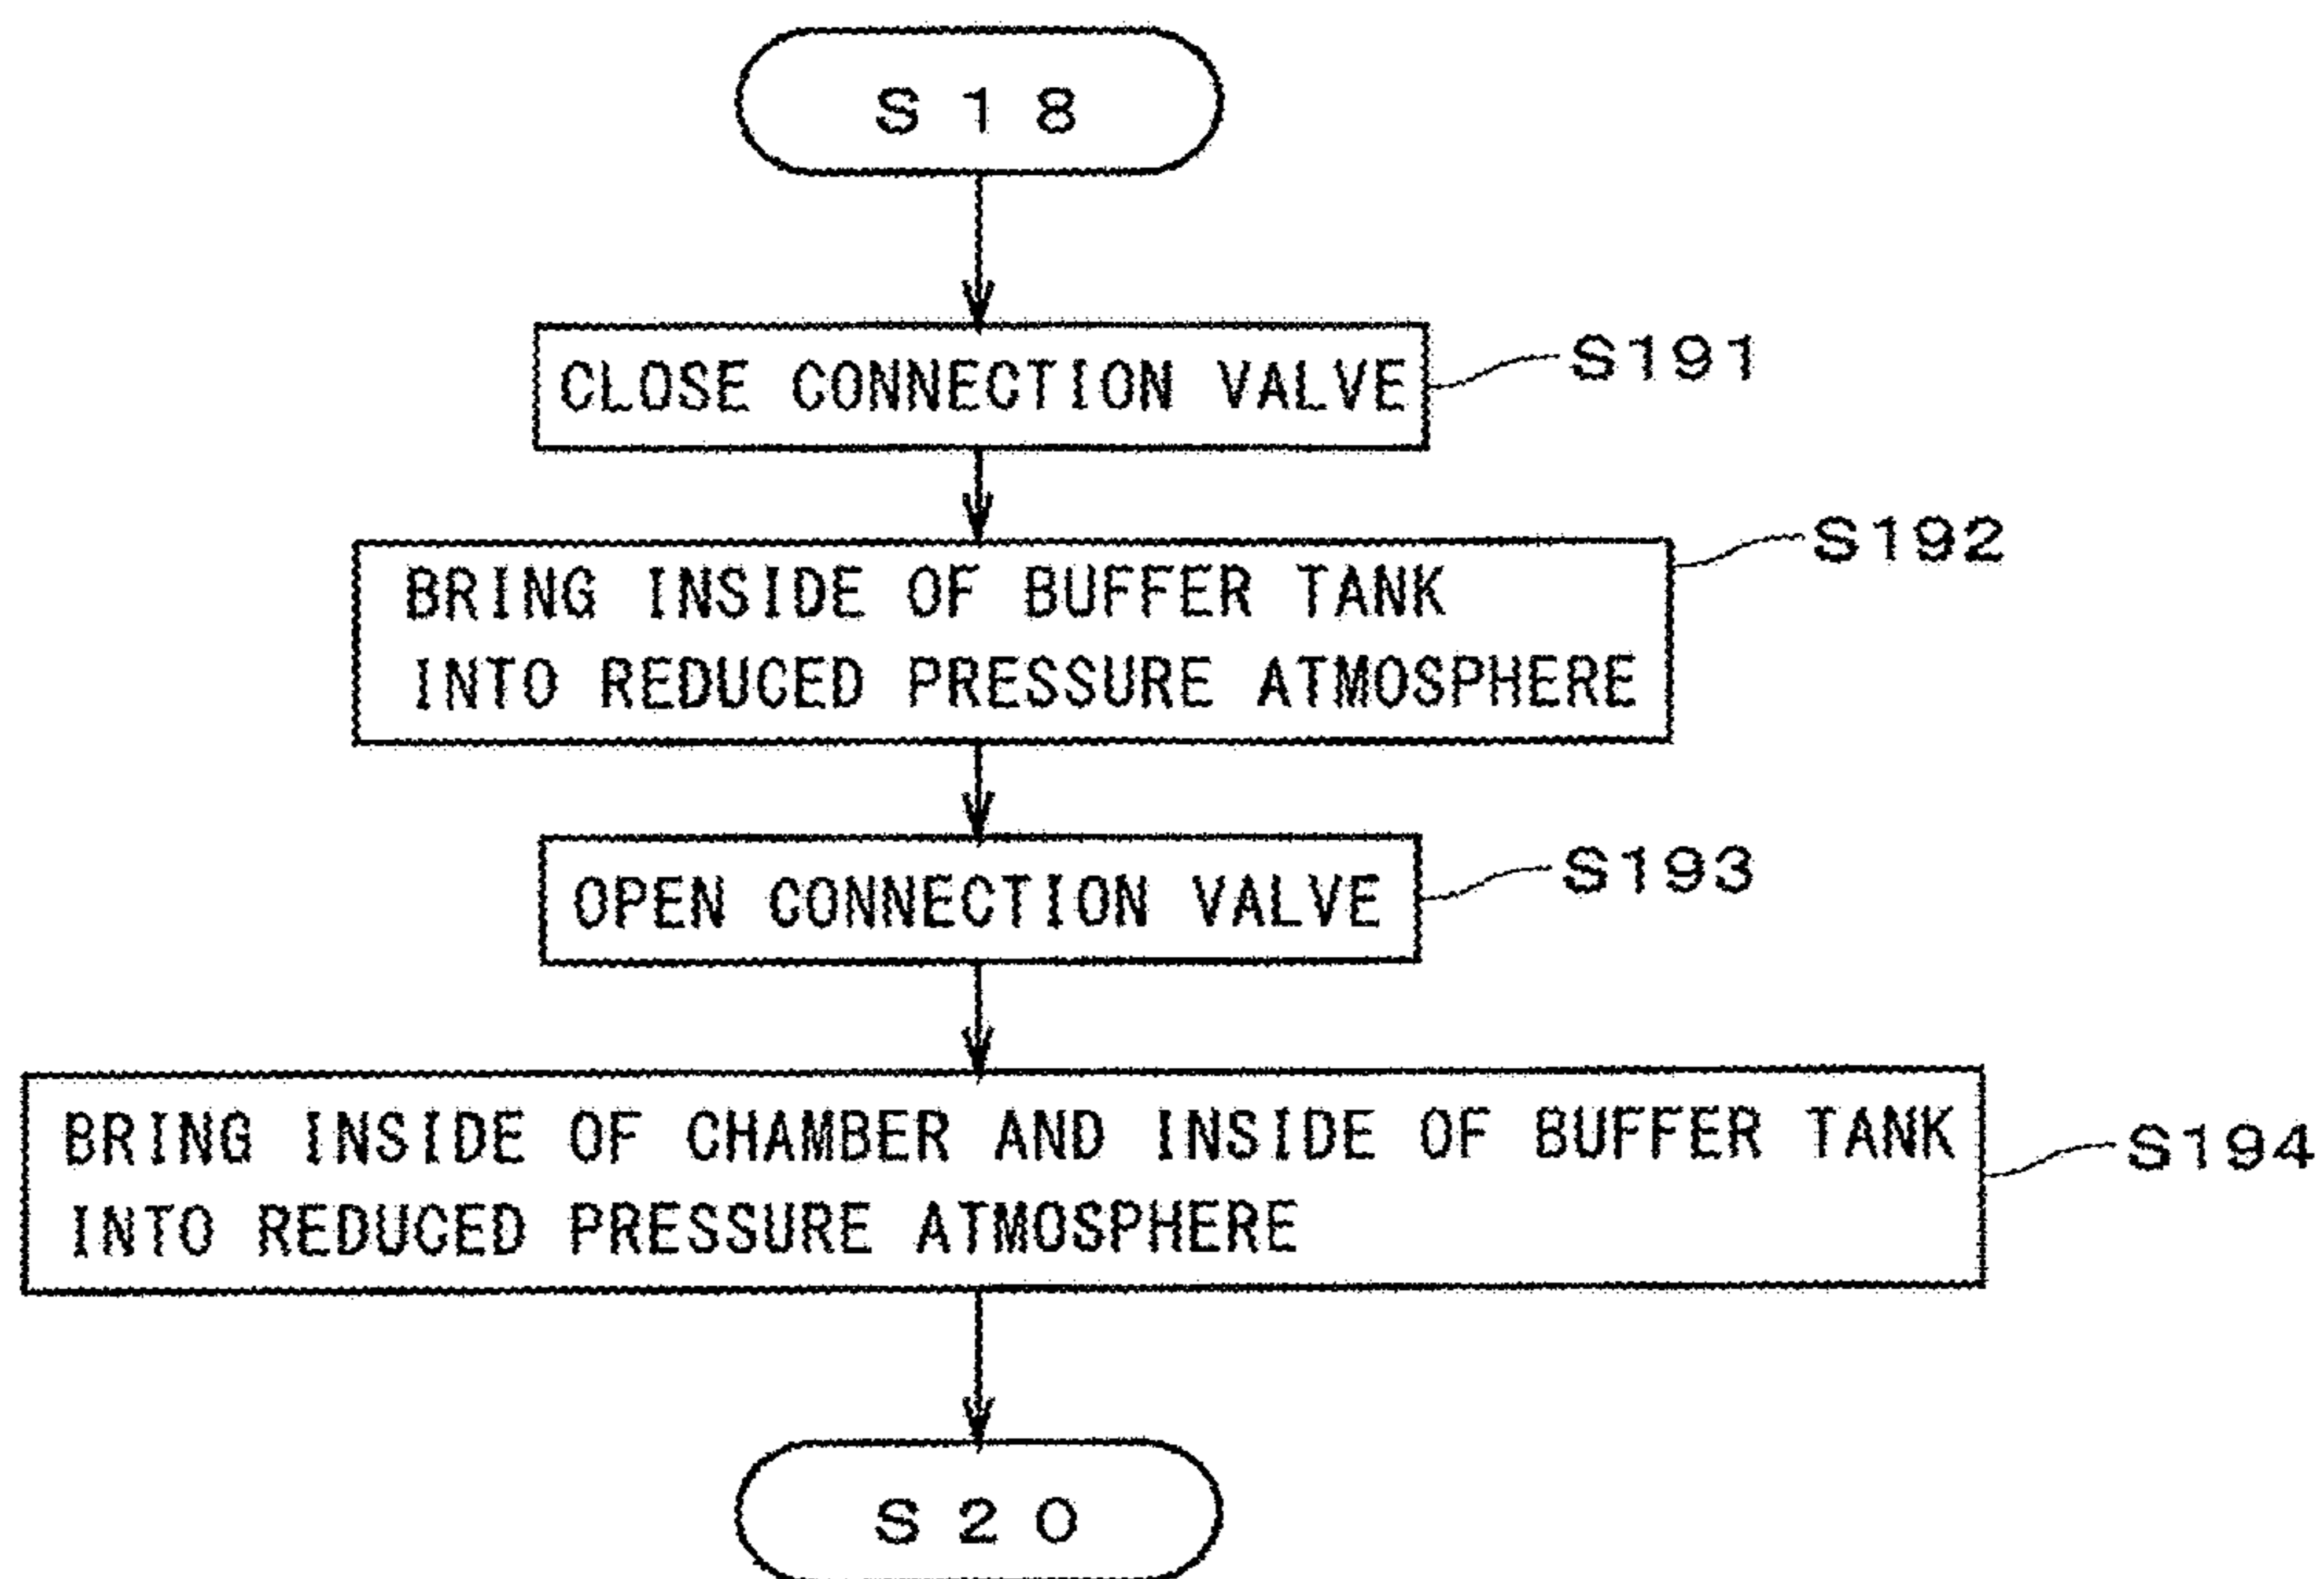 S18
CLOSE CONNECTION VALVE
S191
BRING INSIDE OF BUFFER TANK
INTO REDUCED PRESSURE ATMOSPHERE
S192
OPEN CONNECTION VALVE
S193
BRING INSIDE OF CHAMBER AND INSIDE OF BUFFER TANK
INTO REDUCED PRESSURE ATMOSPHERE
S194
S20